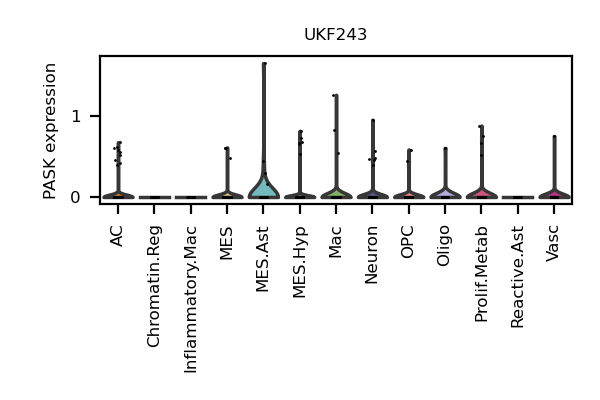 UKF243
PASK expression
1
0
AC
Chromatin.Reg
Inflammatory.Mac
MES
MES.Ast
MES.Hyp
Mac
Neuron
OPC
Oligo
Prolif.Metab
Reactive.Ast
Vasc